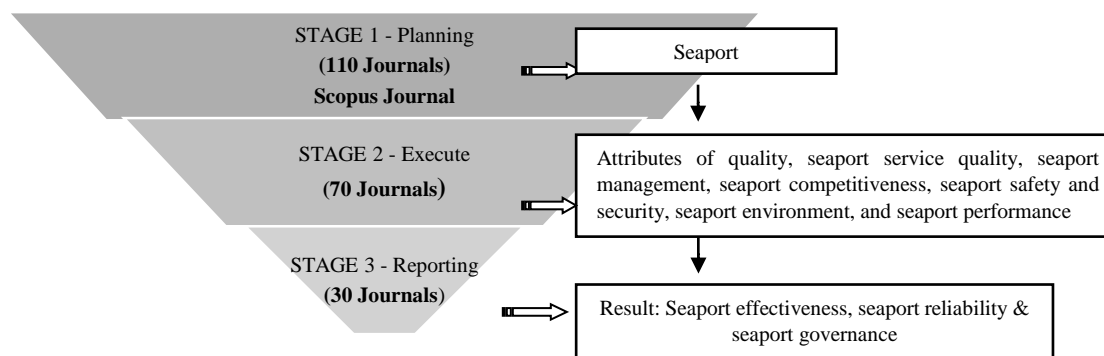 STAGE 1 - Planning
(110 Journals)
Scopus Journal
Seaport
STAGE 2 - Execute
(70 Journals)
Attributes of quality, seaport service quality, seaport
management, seaport competitiveness, seaport safety and
security, seaport environment, and seaport performance
STAGE 3 - Reporting
(30 Journals)
Result: Seaport effectiveness, seaport reliability &
seaport governance